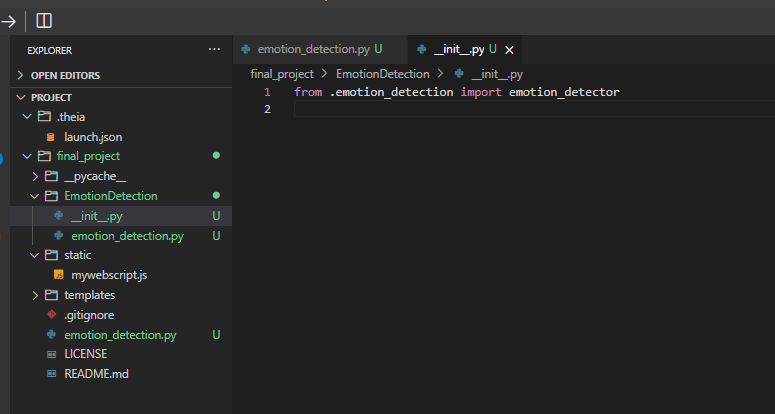 EXPLORER
···
emotion_detection.py U
__init__.py U
OPEN EDITORS
final_project > EmotionDetection > __init__.py
PROJECT
1 from .emotion_detection import emotion_detector
2
.theia
launch.json
final_project
__pycache__
EmotionDetection
__init__.py U
emotion_detection.py U
static
JS mywebscript.js
templates
.gitignore
emotion_detection.py U
LICENSE
README.md